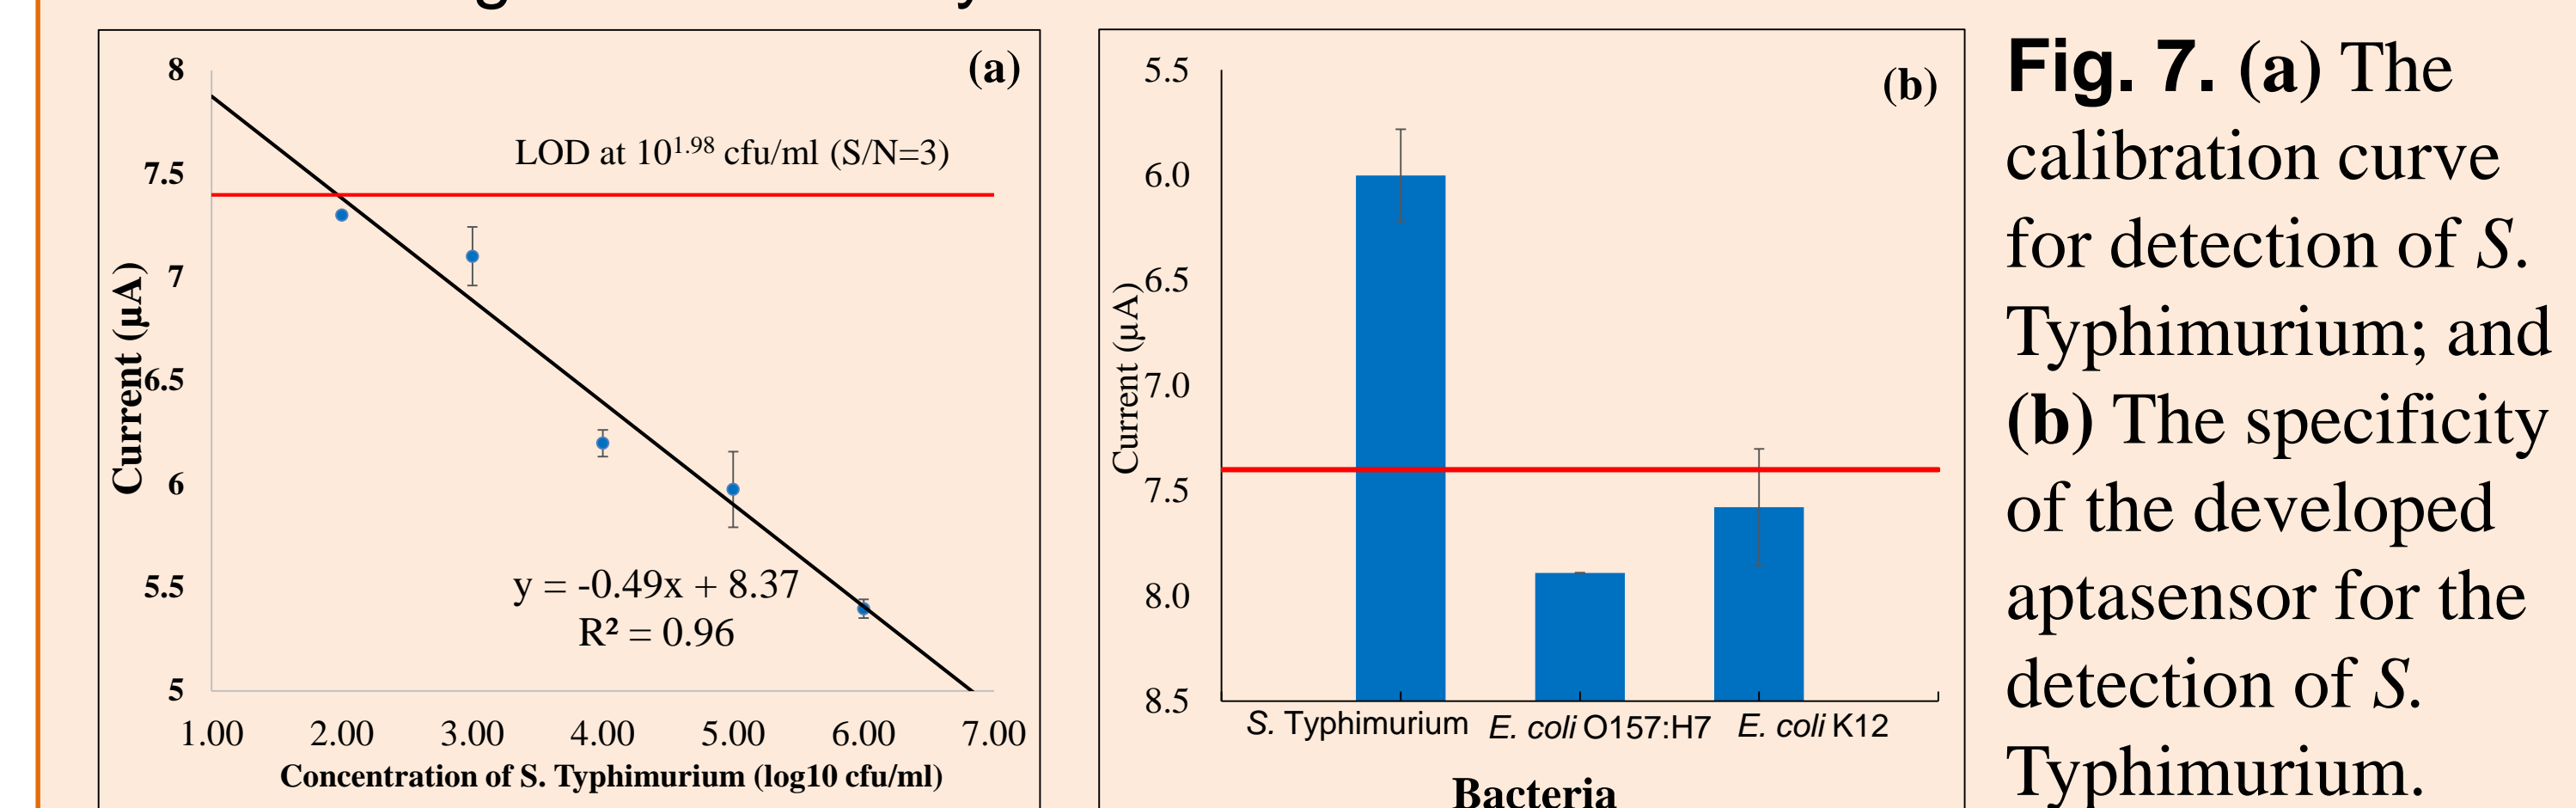 (a)
8
7.5
7
6.5
6
5.5
5
Current (µA)
LOD at 10^1.98 cfu/ml (S/N=3)
y = -0.49x + 8.37
R² = 0.96
1.00 2.00 3.00 4.00 5.00 6.00 7.00
Concentration of S. Typhimurium (log10 cfu/ml)
(b)
5.5
6.0
6.5
7.0
7.5
8.0
8.5
Current (µA)
S. Typhimurium E. coli O157:H7 E. coli K12
Bacteria
Fig. 7. (a) The
calibration curve
for detection of S.
Typhimurium; and
(b) The specificity
of the developed
aptasensor for the
detection of S.
Typhimurium.